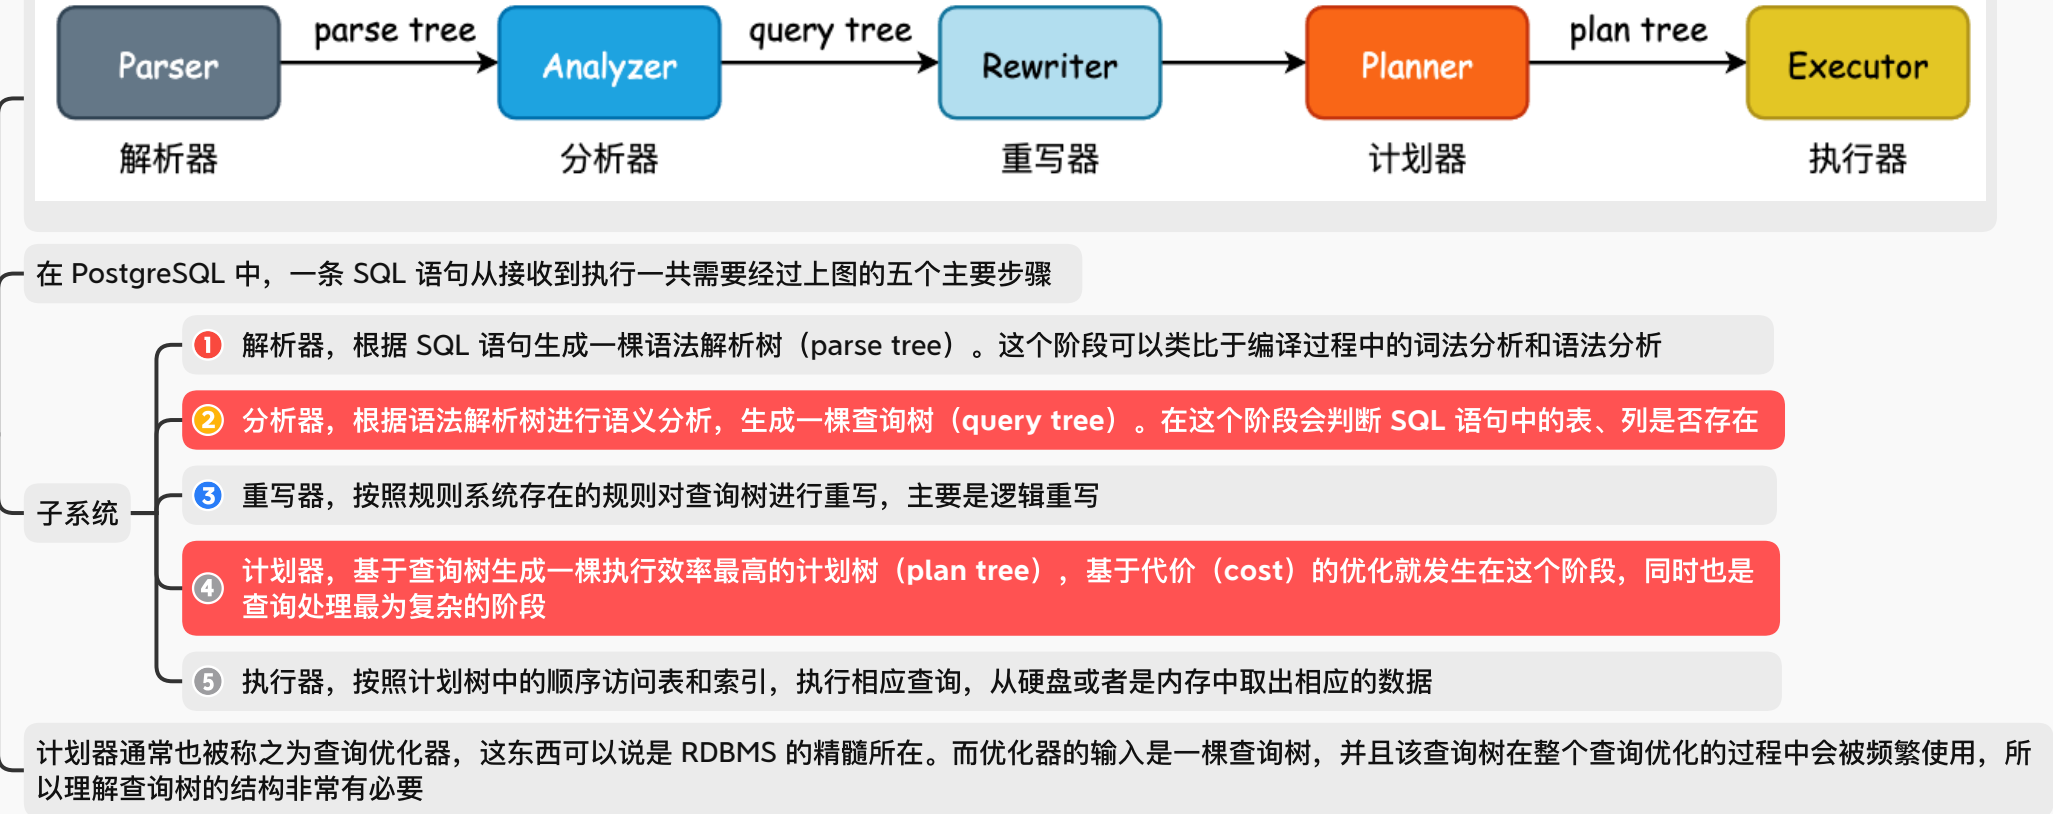 parse tree
query tree
plan tree
Parser
Analyzer
Rewriter
Planner
Executor
解析器
分析器
重写器
计划器
执行器
在 PostgreSQL 中，一条 SQL 语句从接收到执行一共需要经过上图的五个主要步骤
子系统
1 解析器，根据 SQL 语句生成一棵语法解析树（parse tree）。这个阶段可以类比于编译过程中的词法分析和语法分析
2 分析器，根据语法解析树进行语义分析，生成一棵查询树（query tree）。在这个阶段会判断 SQL 语句中的表、列是否存在
3 重写器，按照规则系统存在的规则对查询树进行重写，主要是逻辑重写
4 计划器，基于查询树生成一棵执行效率最高的计划树（plan tree），基于代价（cost）的优化就发生在这个阶段，同时也是
查询处理最为复杂的阶段
5 执行器，按照计划树中的顺序访问表和索引，执行相应查询，从硬盘或者是内存中取出相应的数据
计划器通常也被称之为查询优化器，这东西可以说是 RDBMS 的精髓所在。而优化器的输入是一棵查询树，并且该查询树在整个查询优化的过程中会被频繁使用，所
以理解查询树的结构非常有必要